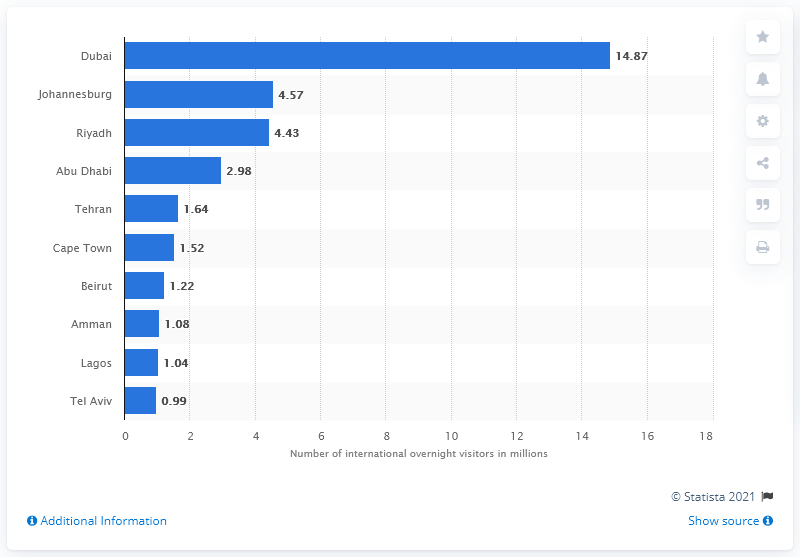 Dubai 14.87
Johannesburg 4.57
Riyadh 4.43
Abu Dhabi 2.98
Tehran 1.64
Cape Town 1.52
Beirut 1.22
Amman 1.08
Lagos 1.04
Tel Aviv 0.99
0 2 4 6 8 10 12 14 16 18
Number of international overnight visitors in millions
© Statista 2021
Additional Information Show source